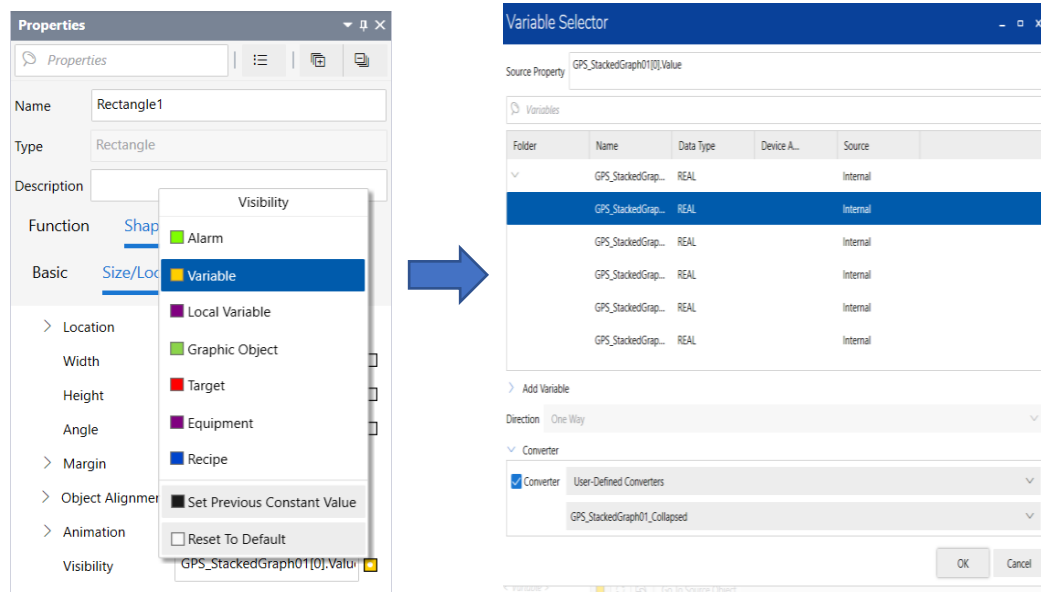 Properties
Properties
Name
Rectangle1
Type
Rectangle
Description
Visibility
Function
Shap
Alarm
Basic
Size/Loc
Variable
Local Variable
Location
Graphic Object
Width
Target
Height
Equipment
Angle
Recipe
Margin
Set Previous Constant Value
Object Alignmen
Reset To Default
Animation
Visibility
GPS_StackedGraph01[0].Valu
Variable Selector
Source Property
GPS_StackedGraph01[0].Value
Variables
Folder Name Data Type Device A... Source
GPS_StackedGrap... REAL Internal
GPS_StackedGrap... REAL Internal
GPS_StackedGrap... REAL Internal
GPS_StackedGrap... REAL Internal
GPS_StackedGrap... REAL Internal
GPS_StackedGrap... REAL Internal
Add Variable
Direction One Way
Converter
Converter User-Defined Converters
GPS_StackedGraph01_Collapsed
OK Cancel